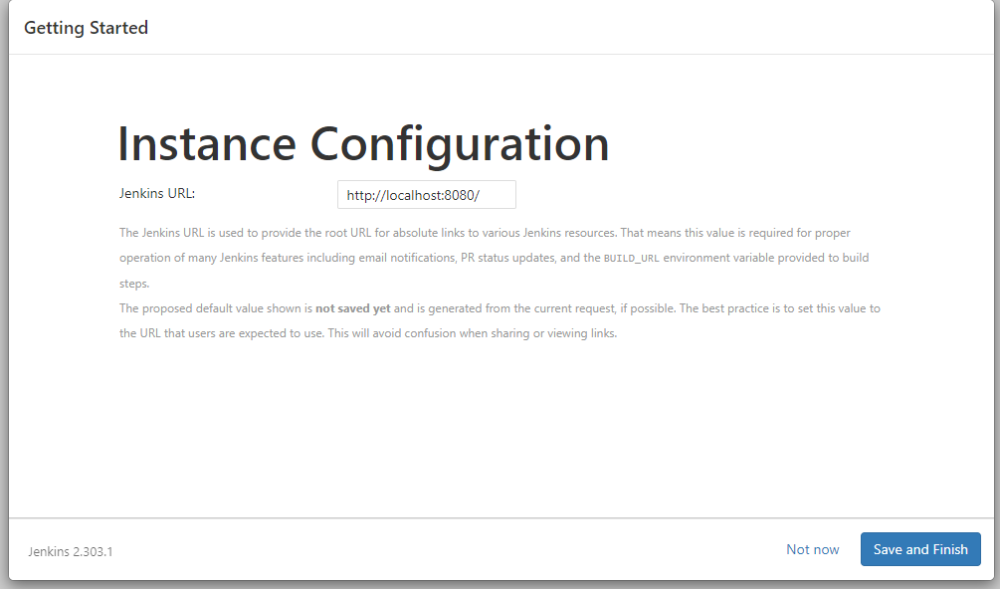 Getting Started
Instance Configuration
Jenkins URL:
http://localhost:8080/
The Jenkins URL is used to provide the root URL for absolute links to various Jenkins resources. That means this value is required for proper
operation of many Jenkins features including email notifications, PR status updates, and the BUILD_URL environment variable provided to build
steps.
The proposed default value shown is not saved yet and is generated from the current request, if possible. The best practice is to set this value to
the URL that users are expected to use. This will avoid confusion when sharing or viewing links.
Jenkins 2.303.1
Not now
Save and Finish